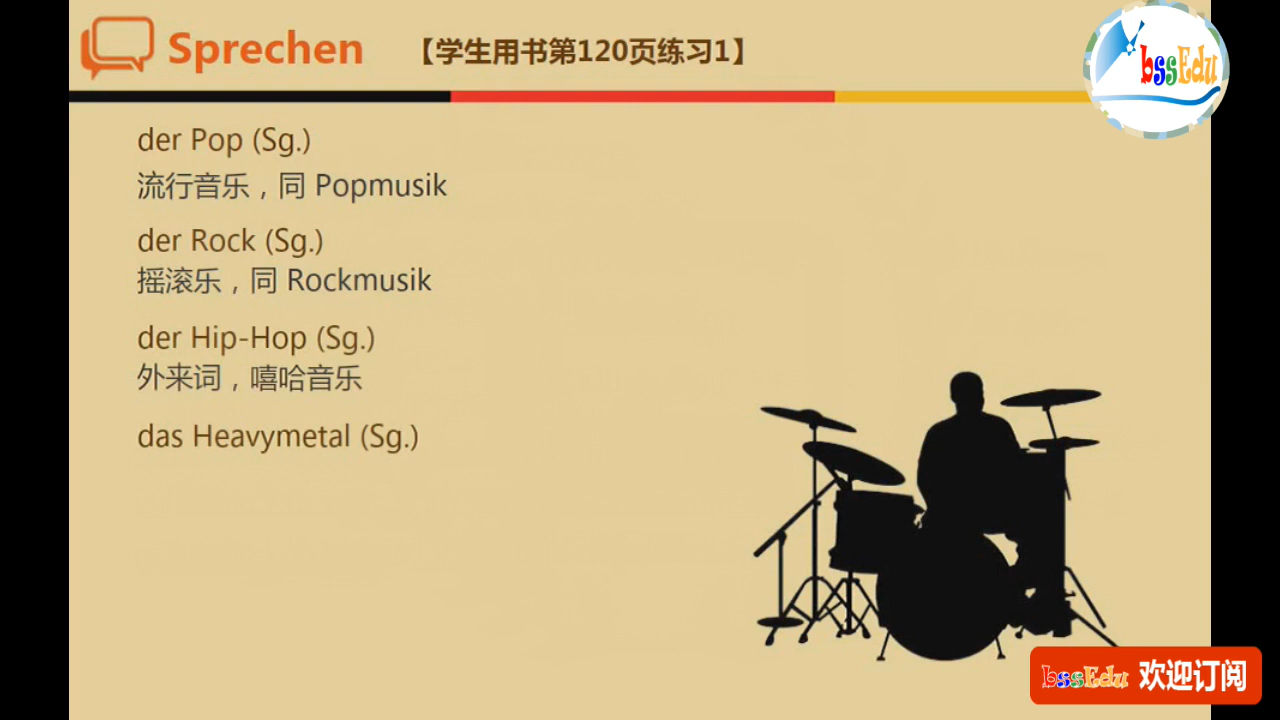 Sprechen 【学生用书第120页练习1】
bssEdu
der Pop (Sg.)
流行音乐，同 Popmusik
der Rock (Sg.)
摇滚乐，同 Rockmusik
der Hip-Hop (Sg.)
外来词，嘻哈音乐
das Heavymetal (Sg.)
bssEdu 欢迎订阅